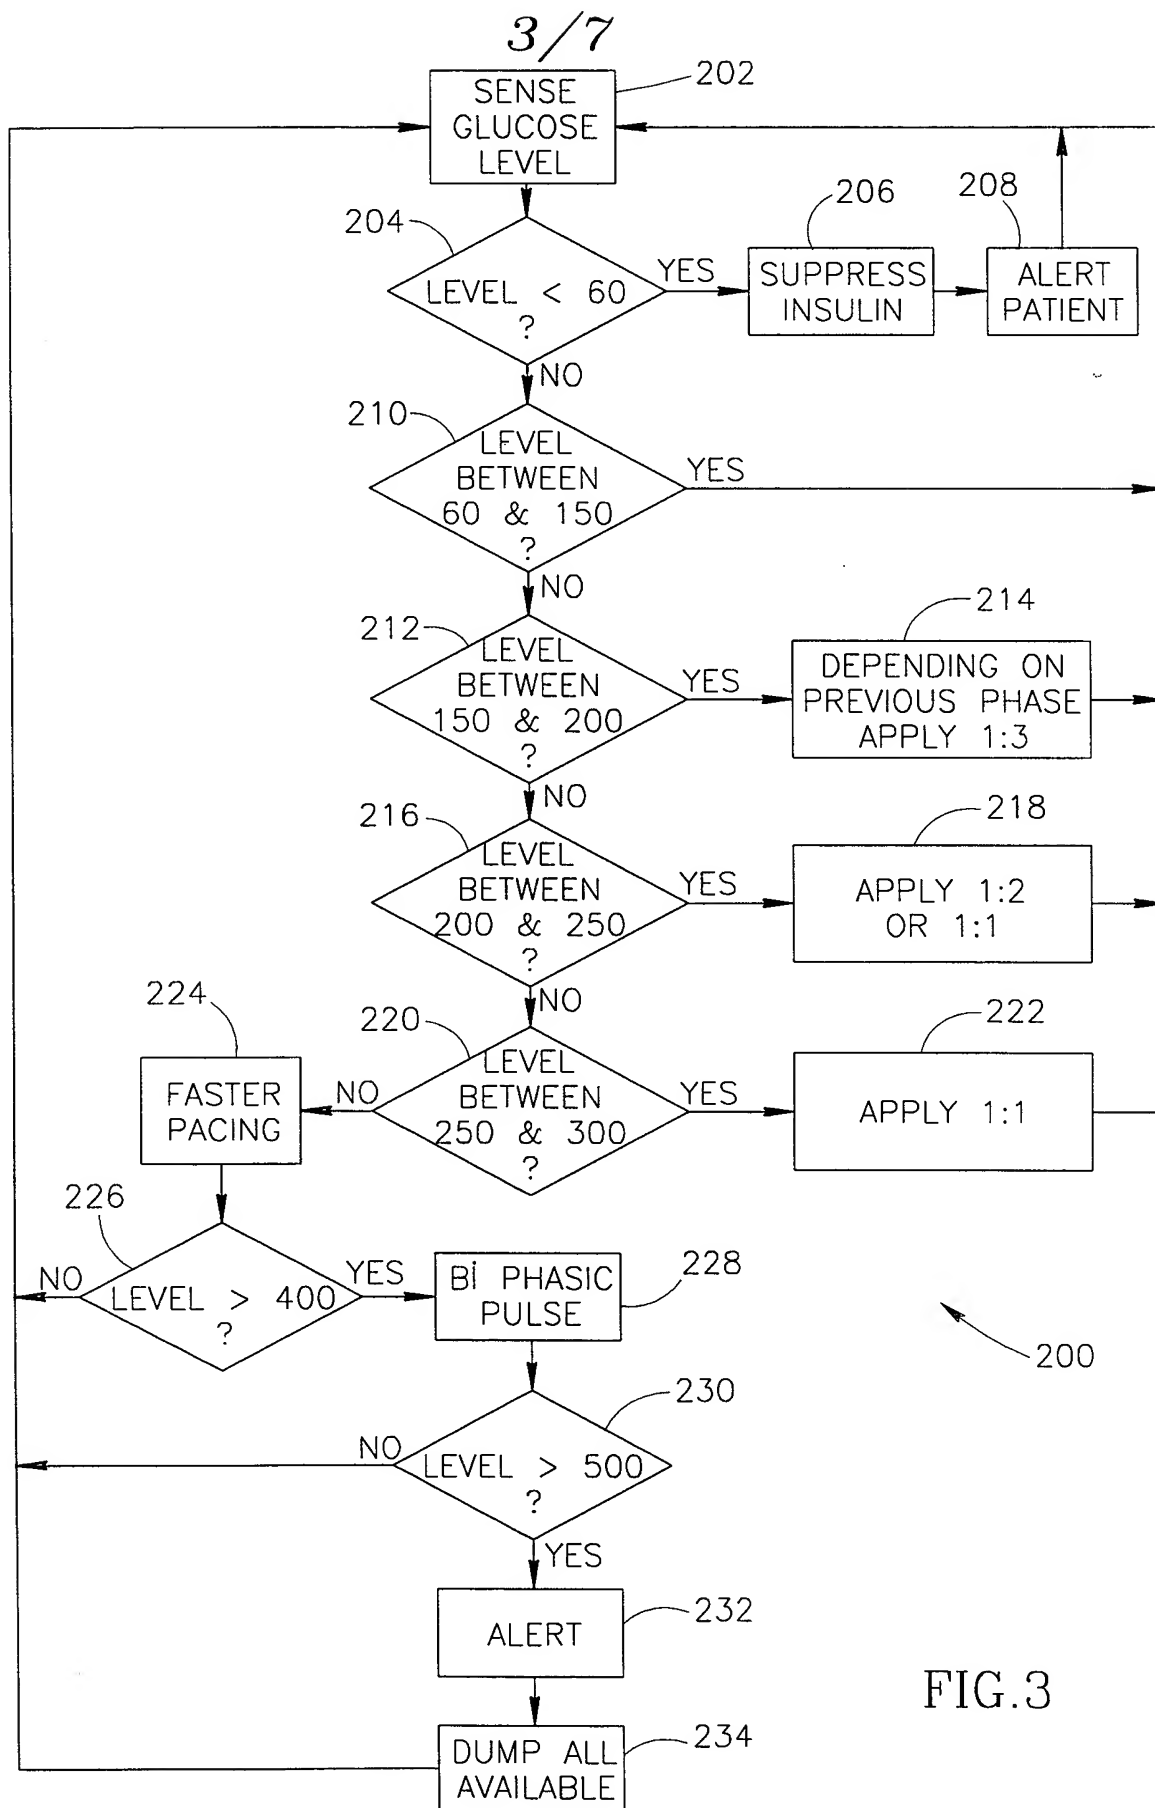 3/7
SENSE
GLUCOSE
LEVEL
202
204
LEVEL < 60
?
YES
206
SUPPRESS
INSULIN
208
ALERT
PATIENT
NO
210
LEVEL
BETWEEN
60 & 150
?
YES
NO
212
LEVEL
BETWEEN
150 & 200
?
YES
214
DEPENDING ON
PREVIOUS PHASE
APPLY 1:3
NO
216
LEVEL
BETWEEN
200 & 250
?
YES
218
APPLY 1:2
OR 1:1
NO
220
LEVEL
BETWEEN
250 & 300
?
YES
222
APPLY 1:1
NO
224
FASTER
PACING
226
LEVEL > 400
?
NO
YES
Bi PHASIC
PULSE
228
200
230
LEVEL > 500
?
NO
YES
ALERT
232
DUMP ALL
AVAILABLE
234
FIG.3